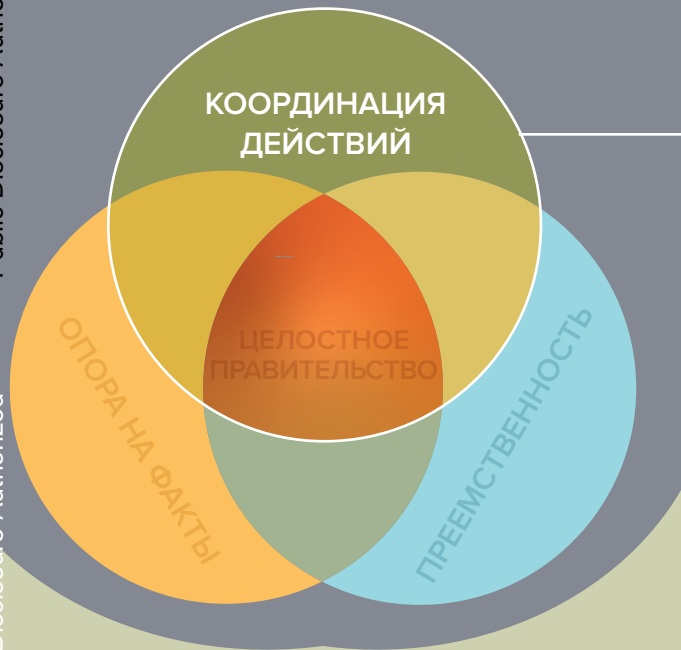 КООРДИНАЦИЯ
ДЕЙСТВИЙ
ЦЕЛОСТНОЕ
ПРАВИТЕЛЬСТВО
ОПОРА НА ФАКТЫ
ПРЕЕМСТВЕННОСТЬ